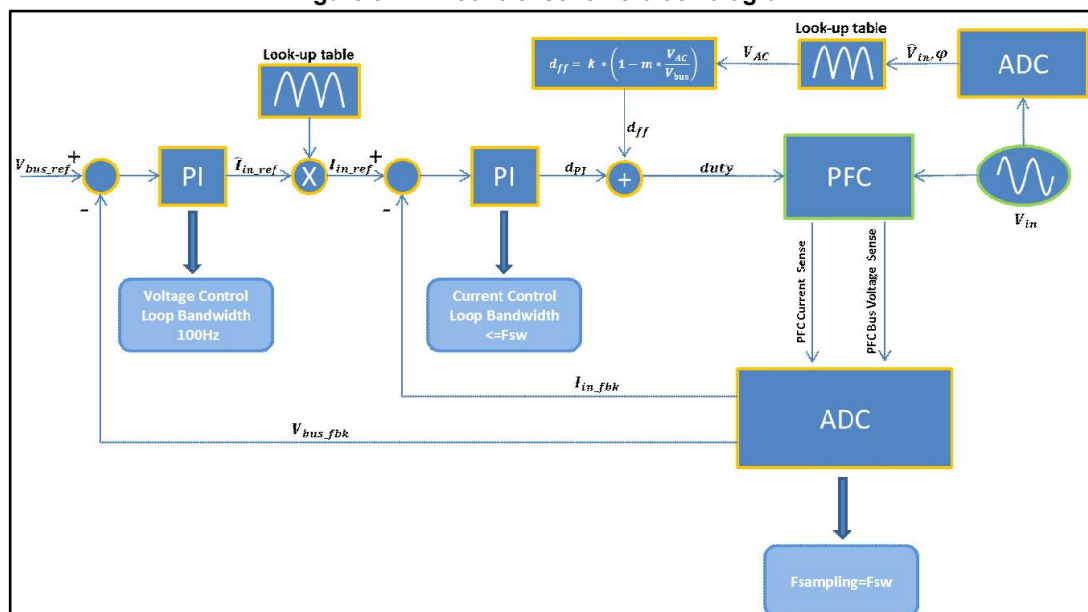 Look-up table
Look-up table
d_ff = k * (1 − m * V_AC / V_bus)
V_AC
V̂_in, φ
ADC
d_ff
V_bus_ref
+
−
PI
Î_in_ref
X
I_in_ref
+
−
PI
d_PI
+
duty
PFC
V_in
Voltage Control
Loop Bandwidth
100Hz
Current Control
Loop Bandwidth
<=Fsw
PFC Current Sense
PFC Bus Voltage Sense
I_in_fbk
V_bus_fbk
ADC
Fsampling=Fsw